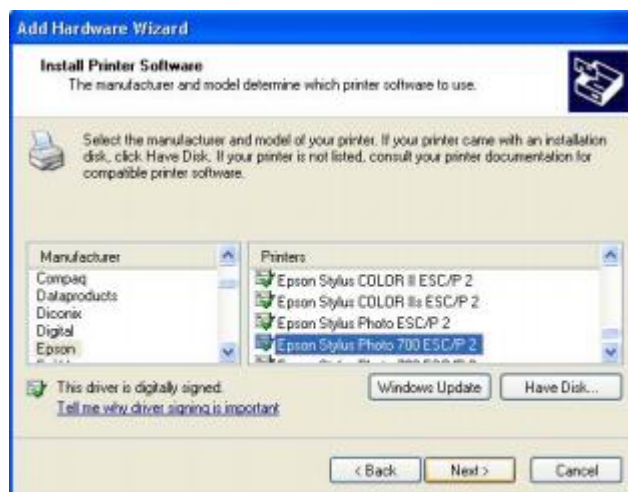 Add Hardware Wizard
Install Printer Software
The manufacturer and model determine which printer software to use.
Select the manufacturer and model of your printer. If your printer came with an installation
disk, click Have Disk. If your printer is not listed, consult your printer documentation for
compatible printer software.
Manufacturer
Compaq
Dataproducts
Diconix
Digital
Epson
Printers
Epson Stylus COLOR II ESC/P 2
Epson Stylus COLOR IIs ESC/P 2
Epson Stylus Photo ESC/P 2
Epson Stylus Photo 700 ESC/P 2
This driver is digitally signed.
Tell me why driver signing is important
Windows Update
Have Disk...
< Back
Next >
Cancel